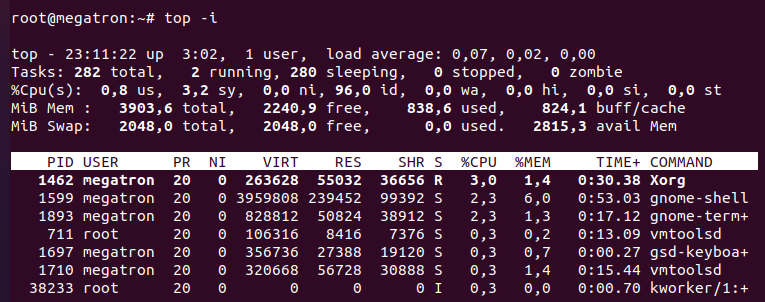 root@megatron:~# top -i
top - 23:11:22 up  3:02,  1 user,  load average: 0,07, 0,02, 0,00
Tasks: 282 total,   2 running, 280 sleeping,   0 stopped,   0 zombie
%Cpu(s):  0,8 us,  3,2 sy,  0,0 ni, 96,0 id,  0,0 wa,  0,0 hi,  0,0 si,  0,0 st
MiB Mem :   3903,6 total,   2240,9 free,    838,6 used,    824,1 buff/cache
MiB Swap:   2048,0 total,   2048,0 free,      0,0 used.   2815,3 avail Mem
PID USER      PR  NI    VIRT    RES    SHR S  %CPU  %MEM     TIME+ COMMAND
1462 megatron  20   0  263628  55032  36656 R   3,0   1,4   0:30.38 Xorg
1599 megatron  20   0 3959808 239452  99392 S   2,3   6,0   0:53.03 gnome-shell
1893 megatron  20   0  828812  50824  38912 S   2,3   1,3   0:17.12 gnome-term+
711 root      20   0  106316   8416   7376 S   0,3   0,2   0:13.09 vmtoolsd
1697 megatron  20   0  356736  27388  19120 S   0,3   0,7   0:00.27 gsd-keyboa+
1710 megatron  20   0  320668  56728  30888 S   0,3   1,4   0:15.44 vmtoolsd
38233 root      20   0       0      0      0 I   0,3   0,0   0:00.70 kworker/1:+